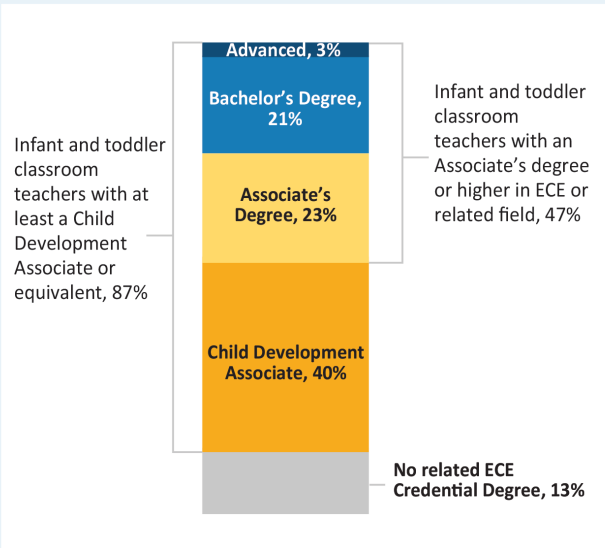 Advanced, 3%
Bachelor’s Degree,
21%
Associate’s
Degree, 23%
Child Development
Associate, 40%
Infant and toddler
classroom
teachers with at
least a Child
Development
Associate or
equivalent, 87%
Infant and toddler
classroom
teachers with an
Associate’s degree
or higher in ECE or
related field, 47%
No related ECE
Credential Degree, 13%